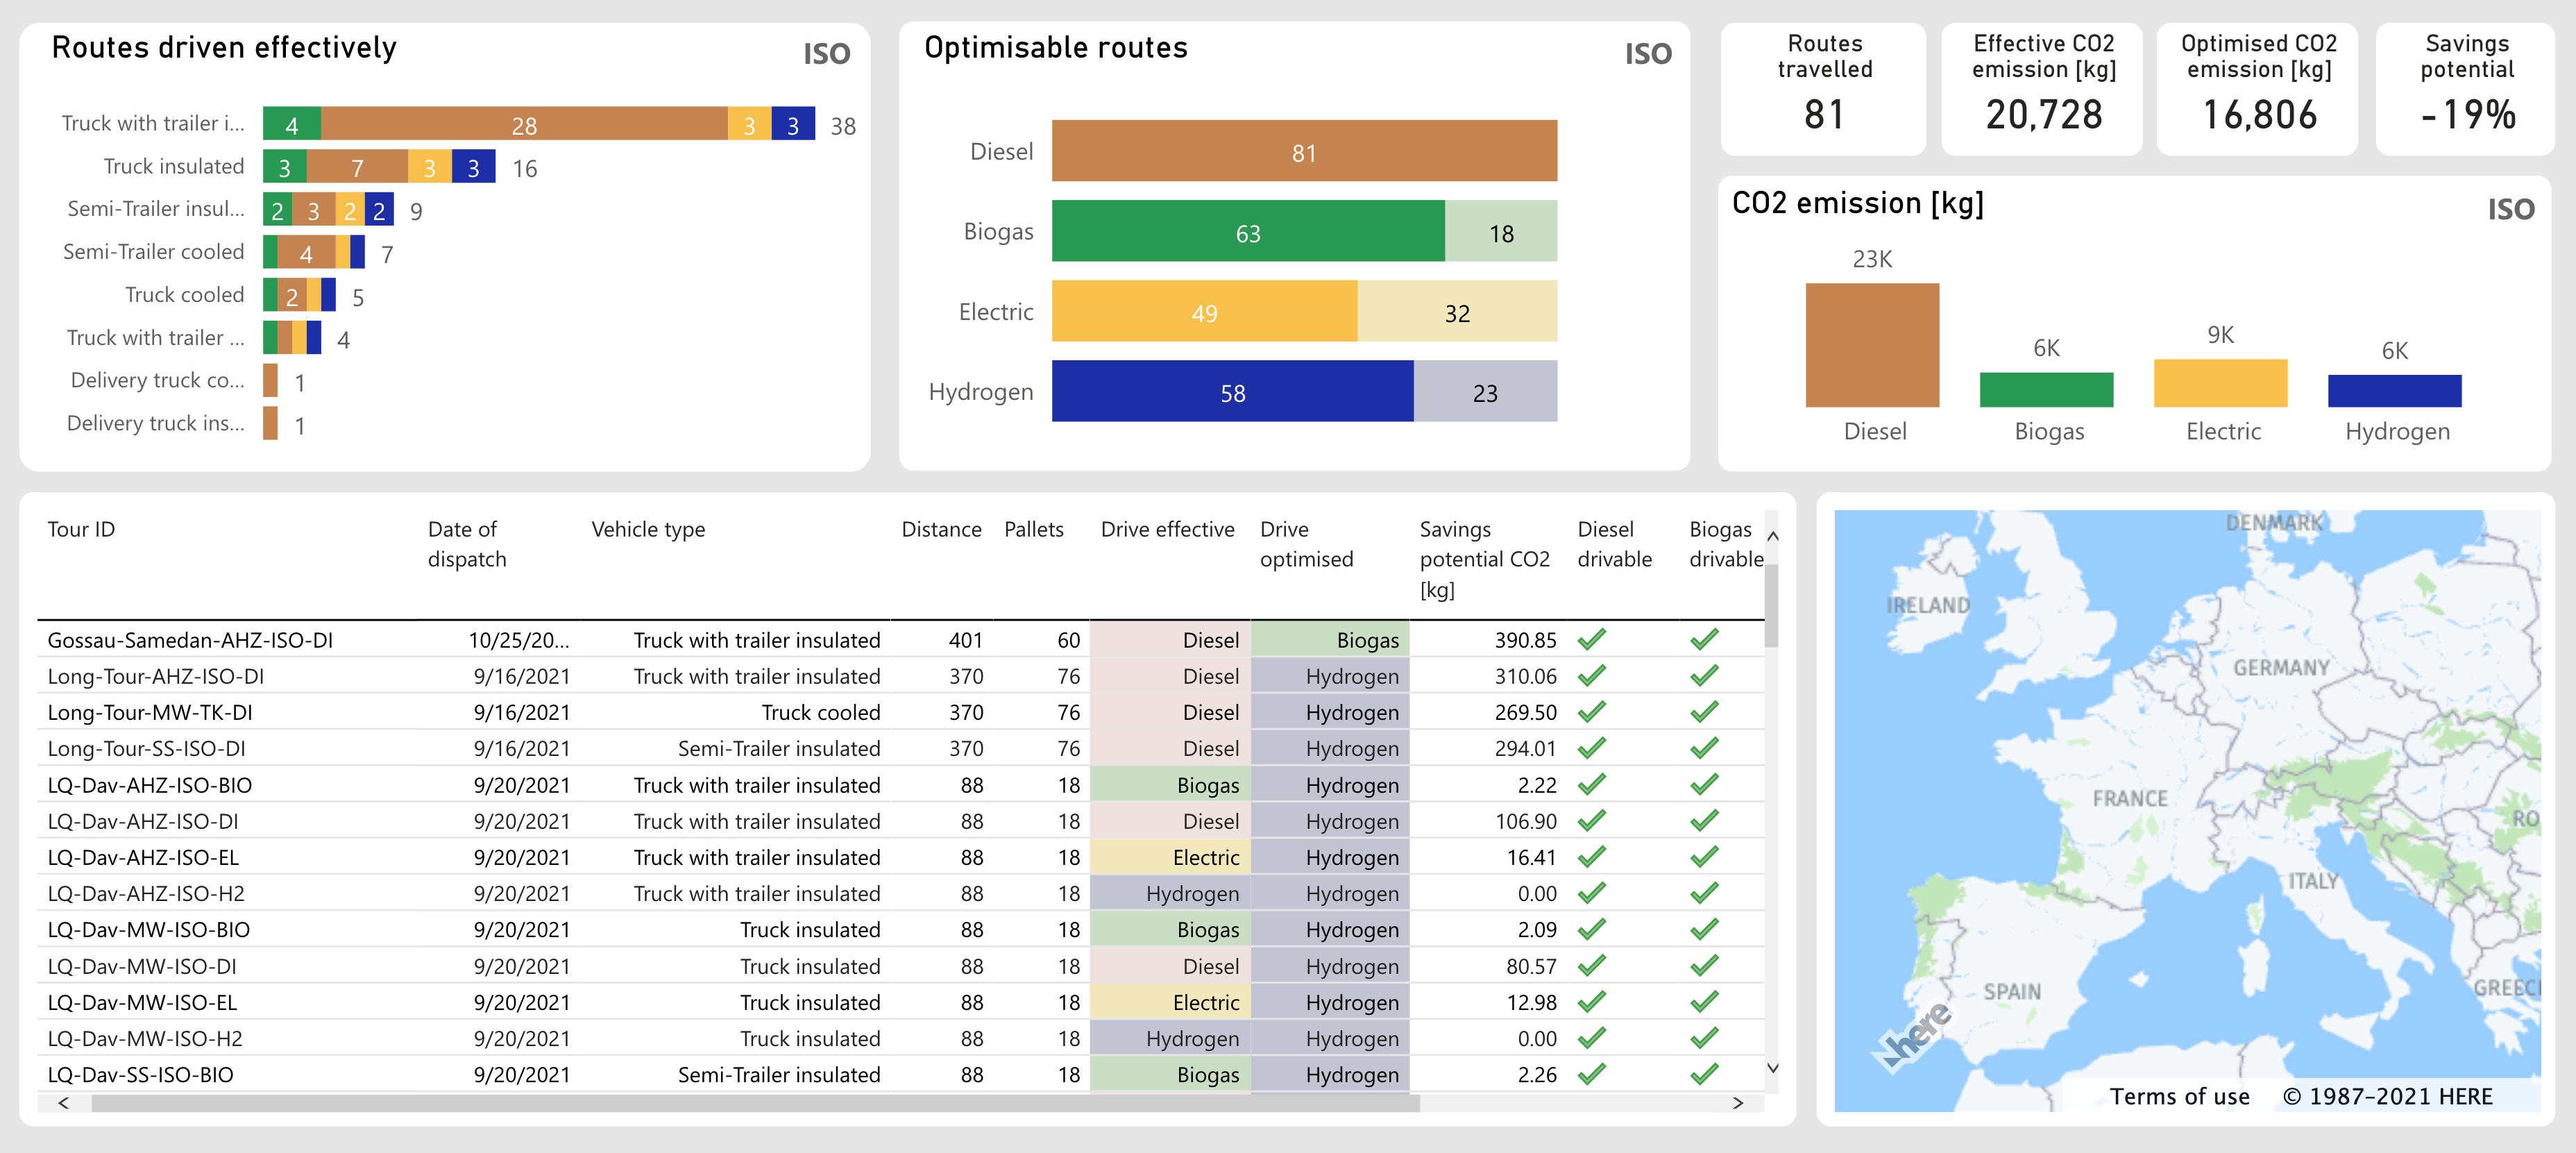 Routes driven effectively
ISO
Truck with trailer i...
4 28 3 3 38
Truck insulated
3 7 3 3 16
Semi-Trailer insul...
2 3 2 2 9
Semi-Trailer cooled
4 7
Truck cooled
2 5
Truck with trailer ...
4
Delivery truck co...
1
Delivery truck ins...
1
Optimisable routes
ISO
Diesel
81
Biogas
63 18
Electric
49 32
Hydrogen
58 23
Routes
travelled
81
Effective CO2
emission [kg]
20,728
Optimised CO2
emission [kg]
16,806
Savings
potential
-19%
CO2 emission [kg]
ISO
23K
6K
9K
6K
Diesel Biogas Electric Hydrogen
Tour ID
Date of
dispatch
Vehicle type
Distance
Pallets
Drive effective
Drive
optimised
Savings
potential CO2
[kg]
Diesel
drivable
Biogas
drivable
Gossau-Samedan-AHZ-ISO-DI 10/25/20... Truck with trailer insulated 401 60 Diesel Biogas 390.85
Long-Tour-AHZ-ISO-DI 9/16/2021 Truck with trailer insulated 370 76 Diesel Hydrogen 310.06
Long-Tour-MW-TK-DI 9/16/2021 Truck cooled 370 76 Diesel Hydrogen 269.50
Long-Tour-SS-ISO-DI 9/16/2021 Semi-Trailer insulated 370 76 Diesel Hydrogen 294.01
LQ-Dav-AHZ-ISO-BIO 9/20/2021 Truck with trailer insulated 88 18 Biogas Hydrogen 2.22
LQ-Dav-AHZ-ISO-DI 9/20/2021 Truck with trailer insulated 88 18 Diesel Hydrogen 106.90
LQ-Dav-AHZ-ISO-EL 9/20/2021 Truck with trailer insulated 88 18 Electric Hydrogen 16.41
LQ-Dav-AHZ-ISO-H2 9/20/2021 Truck with trailer insulated 88 18 Hydrogen Hydrogen 0.00
LQ-Dav-MW-ISO-BIO 9/20/2021 Truck insulated 88 18 Biogas Hydrogen 2.09
LQ-Dav-MW-ISO-DI 9/20/2021 Truck insulated 88 18 Diesel Hydrogen 80.57
LQ-Dav-MW-ISO-EL 9/20/2021 Truck insulated 88 18 Electric Hydrogen 12.98
LQ-Dav-MW-ISO-H2 9/20/2021 Truck insulated 88 18 Hydrogen Hydrogen 0.00
LQ-Dav-SS-ISO-BIO 9/20/2021 Semi-Trailer insulated 88 18 Biogas Hydrogen 2.26
DENMARK
IRELAND
GERMANY
FRANCE
RO
ITALY
SPAIN
GREECE
here
Terms of use © 1987-2021 HERE